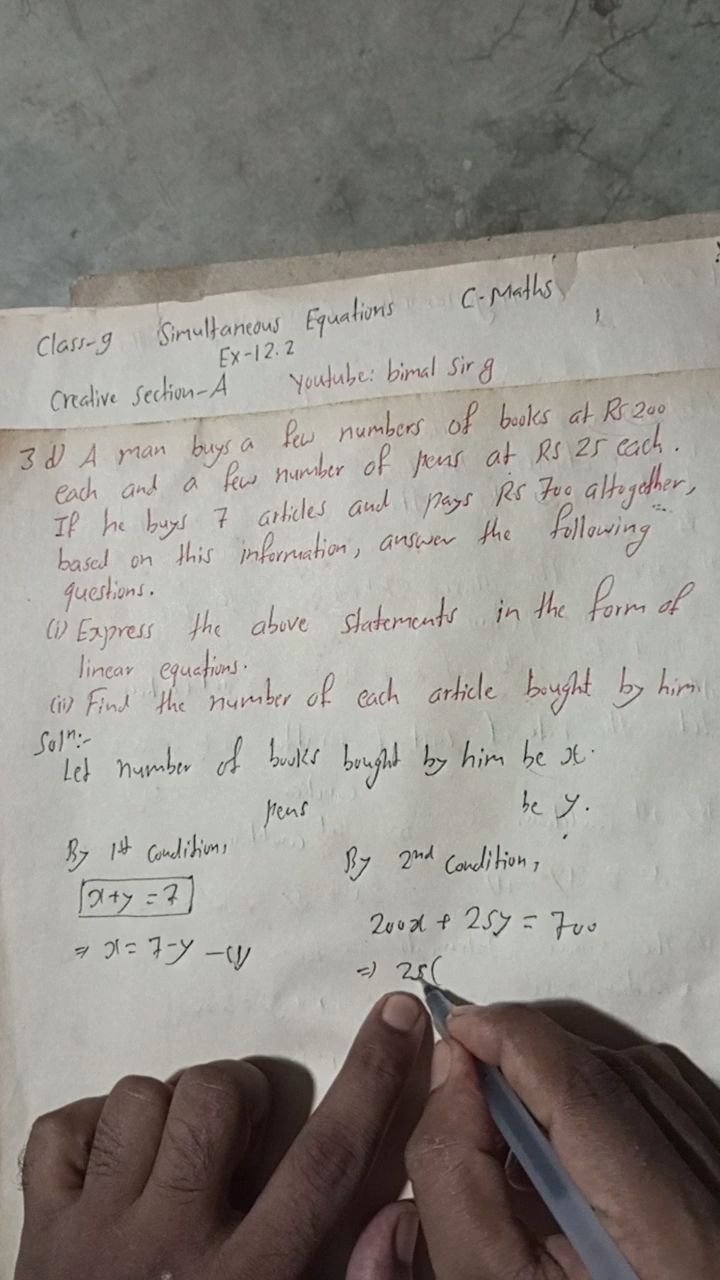 Class-9 Simultaneous Equations C-Maths
Ex-12.2
Creative Section-A Youtube: bimal Sir g
3 d) A man buys a few numbers of books at Rs 200
each and a few number of pens at Rs 25 each.
If he buys 7 articles and pays Rs 700 altogether,
based on this information, answer the following
questions.
(i) Express the above statements in the form of
linear equations.
(ii) Find the number of each article bought by him.
Soln:-
Let number of books bought by him be x.
pens be y.
By 1st Condition, By 2nd Condition,
x+y = 7
200x + 25y = 700
⇒ x = 7-y -(i)
⇒ 25(